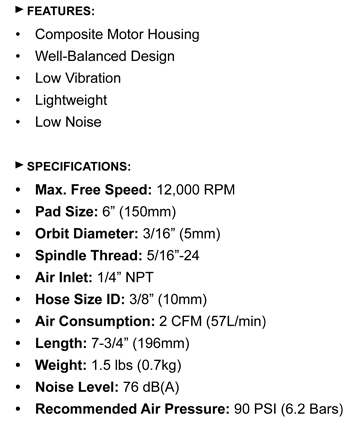 ► FEATURES:
• Composite Motor Housing
• Well-Balanced Design
• Low Vibration
• Lightweight
• Low Noise
► SPECIFICATIONS:
• Max. Free Speed: 12,000 RPM
• Pad Size: 6” (150mm)
• Orbit Diameter: 3/16” (5mm)
• Spindle Thread: 5/16”-24
• Air Inlet: 1/4” NPT
• Hose Size ID: 3/8” (10mm)
• Air Consumption: 2 CFM (57L/min)
• Length: 7-3/4” (196mm)
• Weight: 1.5 lbs (0.7kg)
• Noise Level: 76 dB(A)
• Recommended Air Pressure: 90 PSI (6.2 Bars)